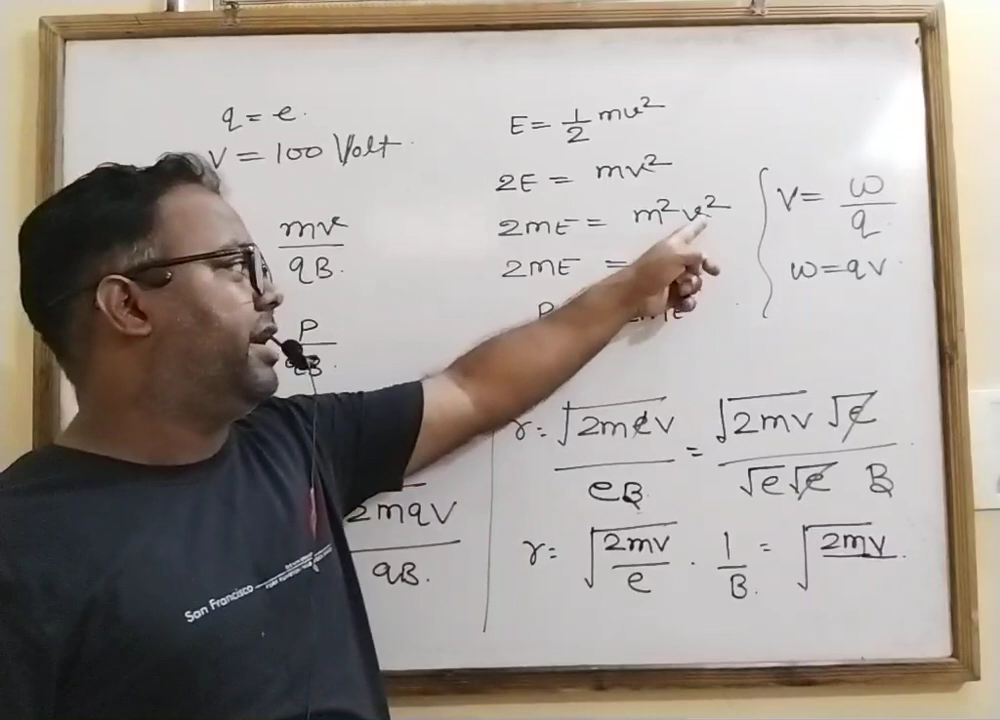 q = e.
V = 100 Volt
mv
qB.
P
2mqV
qB.
E = 1/2 mv²
2E = mv²
2mE = m²v²
2mE =
P
V = W/q
W = qV
r = √2meV / eB = √2mV √e / √e √e B
r = √(2mV/e) · 1/B = √2mV
San Francisco